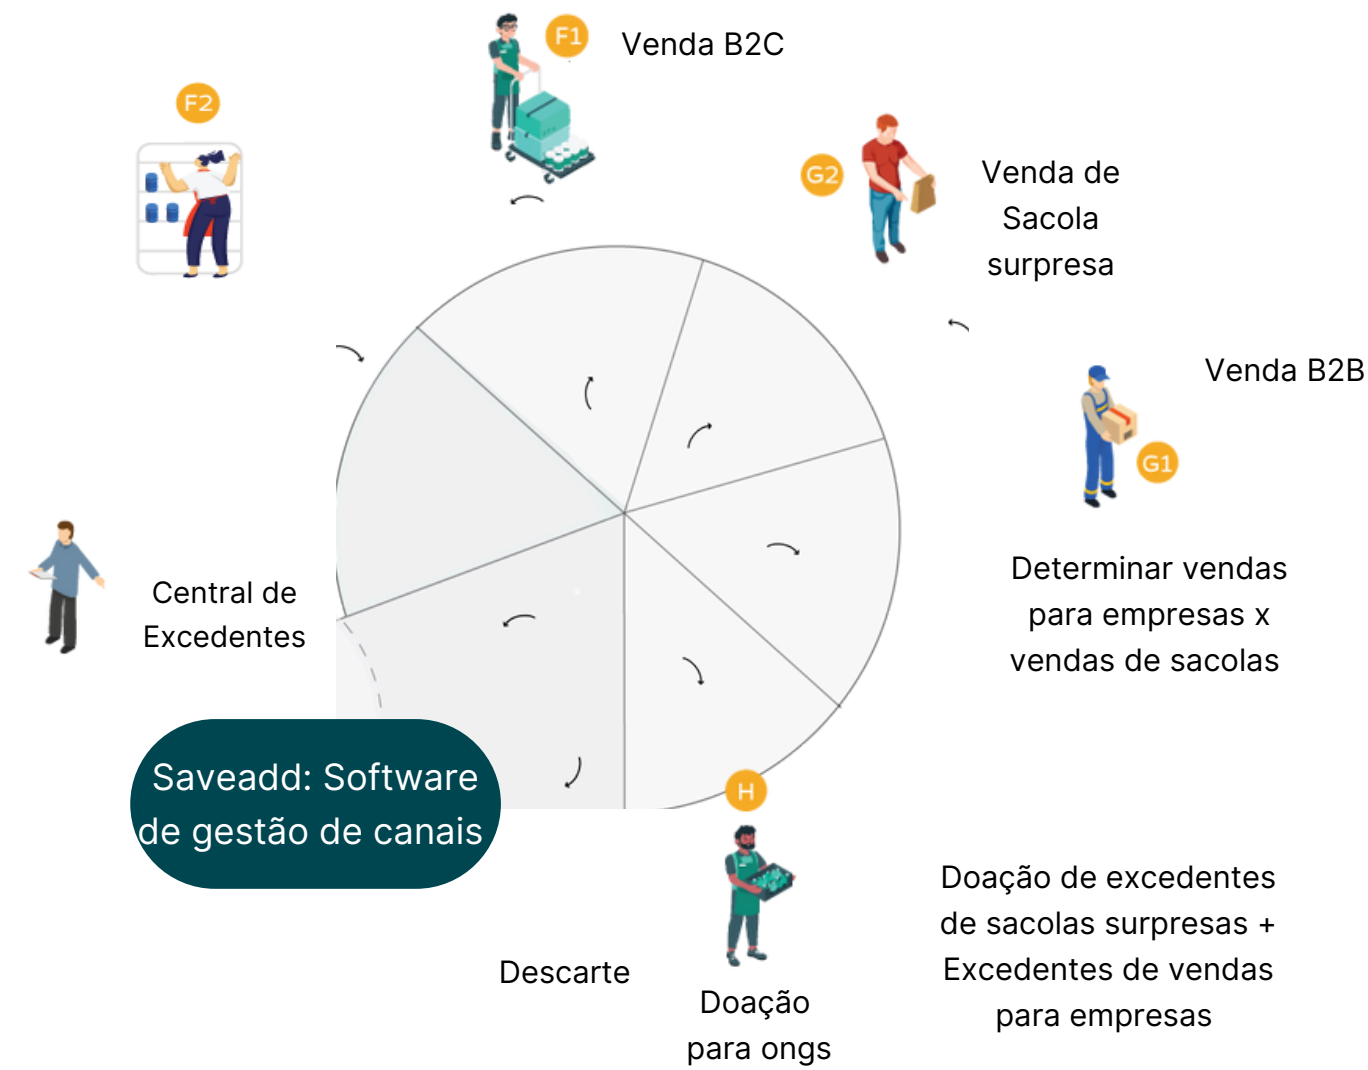 F1
Venda B2C
F2
G2
Venda de
Sacola
surpresa
Venda B2B
G1
Determinar vendas
para empresas x
vendas de sacolas
Central de
Excedentes
Saveadd: Software
de gestão de canais
H
Doação de excedentes
de sacolas surpresas +
Excedentes de vendas
para empresas
Descarte
Doação
para ongs